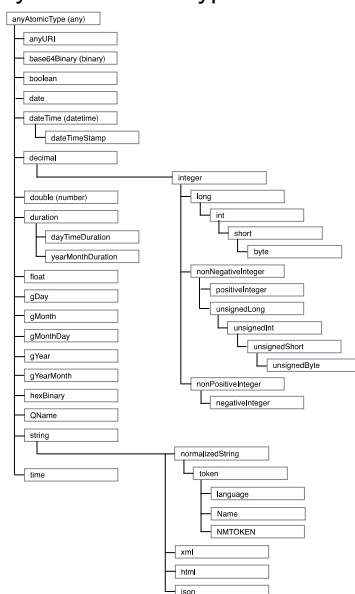 anyAtomicType (any)
anyURI
base64Binary (binary)
boolean
date
dateTime (datetime)
dateTimeStamp
decimal
integer
long
int
short
byte
double (number)
duration
dayTimeDuration
yearMonthDuration
nonNegativeInteger
positiveInteger
unsignedLong
unsignedInt
unsignedShort
unsignedByte
nonPositiveInteger
negativeInteger
float
gDay
gMonth
gMonthDay
gYear
gYearMonth
hexBinary
QName
string
normalizedString
token
language
Name
NMTOKEN
xml
html
json
time